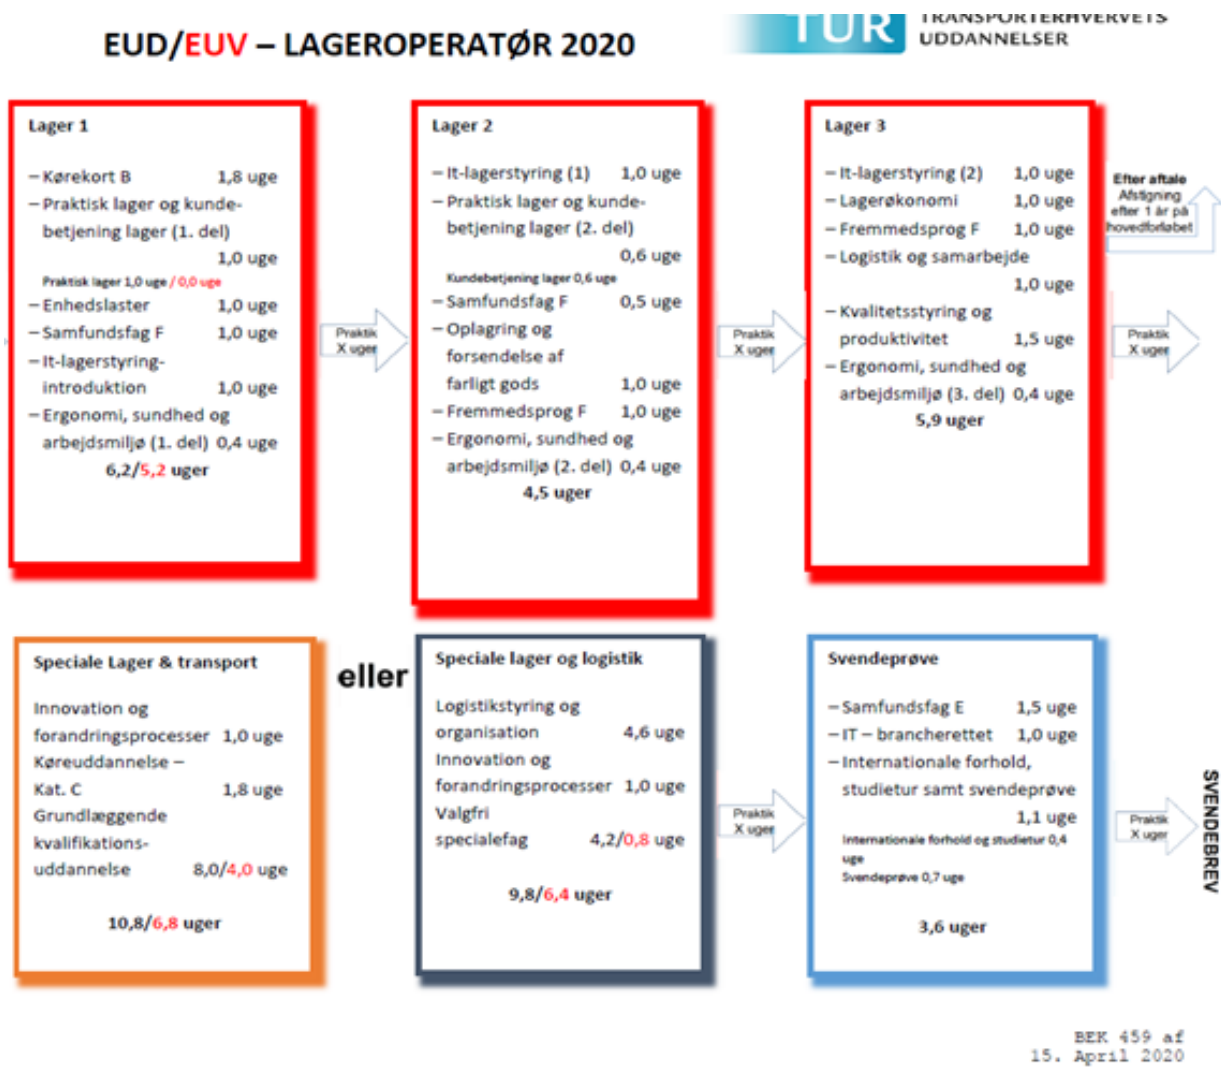 EUD/EUV – LAGEROPERATØR 2020
TUR
TRANSPORTERHVERVETS
UDDANNELSER
Lager 1
– Kørekort B 1,8 uge
– Praktisk lager og kunde-
betjening lager (1. del)
1,0 uge
Praktisk lager 1,0 uge / 0,0 uge
– Enhedslaster 1,0 uge
– Samfundsfag F 1,0 uge
– It-lagerstyring-
introduktion 1,0 uge
– Ergonomi, sundhed og
arbejdsmiljø (1. del) 0,4 uge
6,2/5,2 uger
Praktik
X uger
Lager 2
– It-lagerstyring (1) 1,0 uge
– Praktisk lager og kunde-
betjening lager (2. del)
0,6 uge
Kundebetjening lager 0,6 uge
– Samfundsfag F 0,5 uge
– Oplagring og
forsendelse af
farligt gods 1,0 uge
– Fremmedsprog F 1,0 uge
– Ergonomi, sundhed og
arbejdsmiljø (2. del) 0,4 uge
4,5 uger
Praktik
X uger
Lager 3
– It-lagerstyring (2) 1,0 uge
– Lagerøkonomi 1,0 uge
– Fremmedsprog F 1,0 uge
– Logistik og samarbejde
1,0 uge
– Kvalitetsstyring og
produktivitet 1,5 uge
– Ergonomi, sundhed og
arbejdsmiljø (3. del) 0,4 uge
5,9 uger
Efter aftale
Afstigning
efter 1 år på
hovedforløbet
Praktik
X uger
Speciale Lager & transport
Innovation og
forandringsprocesser 1,0 uge
Køreuddannelse –
Kat. C 1,8 uge
Grundlæggende
kvalifikations-
uddannelse 8,0/4,0 uge
10,8/6,8 uger
eller
Speciale lager og logistik
Logistikstyring og
organisation 4,6 uge
Innovation og
forandringsprocesser 1,0 uge
Valgfri
specialefag 4,2/0,8 uge
9,8/6,4 uger
Praktik
X uger
Svendeprøve
– Samfundsfag E 1,5 uge
– IT – brancherettet 1,0 uge
– Internationale forhold,
studietur samt svendeprøve
1,1 uge
Internationale forhold og studietur 0,4
uge
Svendeprøve 0,7 uge
3,6 uger
Praktik
X uger
SVENDEBREV
BEK 459 af
15. April 2020